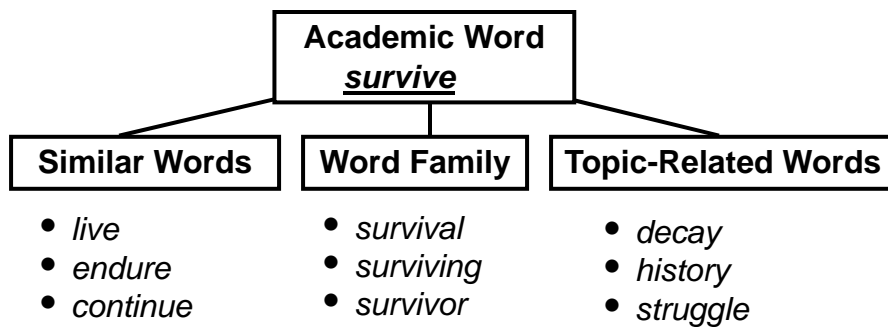 Academic Word
survive
Similar Words
• live
• endure
• continue
Word Family
• survival
• surviving
• survivor
Topic-Related Words
• decay
• history
• struggle